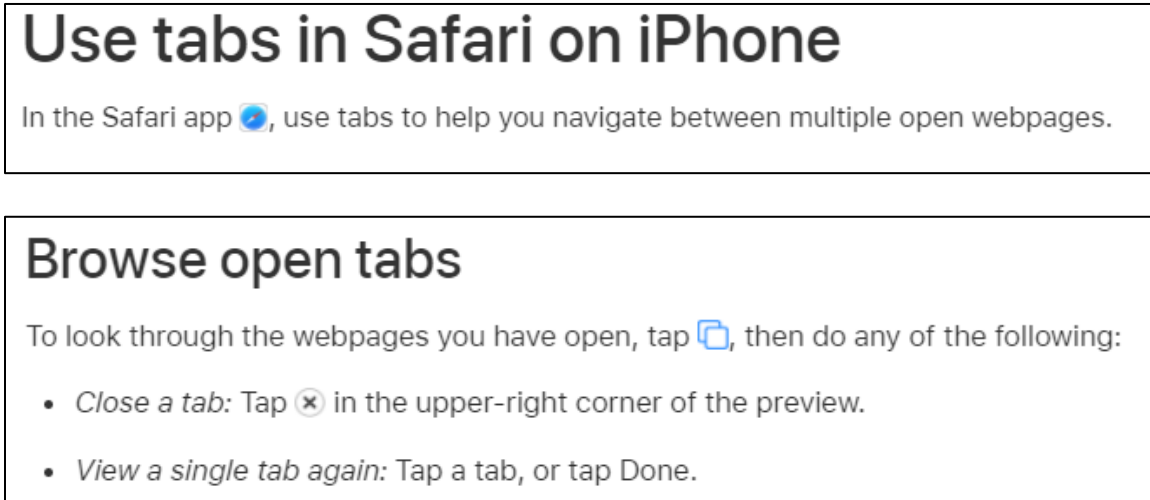 Use tabs in Safari on iPhone
In the Safari app , use tabs to help you navigate between multiple open webpages.
Browse open tabs
To look through the webpages you have open, tap , then do any of the following:
• Close a tab: Tap in the upper-right corner of the preview.
• View a single tab again: Tap a tab, or tap Done.